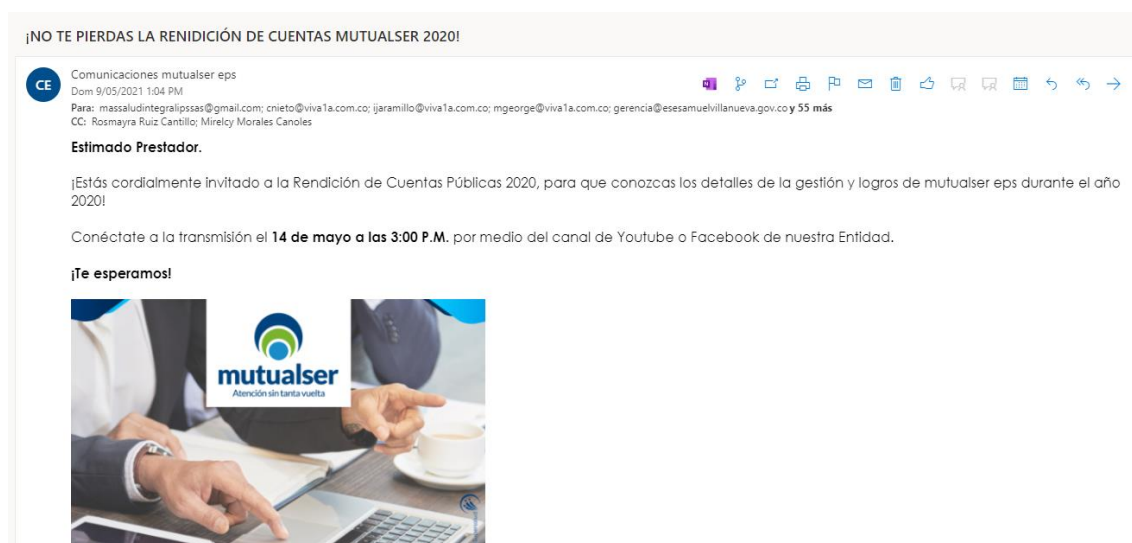 ¡NO TE PIERDAS LA RENIDICIÓN DE CUENTAS MUTUALSER 2020!
CE
Comunicaciones mutualser eps
Dom 9/05/2021 1:04 PM
Para: massaludintegralipssas@gmail.com; cnieto@viva1a.com.co; ijaramillo@viva1a.com.co; mgeorge@viva1a.com.co; gerencia@esesamuelvillanueva.gov.co y 55 más
CC: Rosmayra Ruiz Cantillo; Mirelcy Morales Canoles
Estimado Prestador.
¡Estás cordialmente invitado a la Rendición de Cuentas Públicas 2020, para que conozcas los detalles de la gestión y logros de mutualser eps durante el año
2020!
Conéctate a la transmisión el 14 de mayo a las 3:00 P.M. por medio del canal de Youtube o Facebook de nuestra Entidad.
¡Te esperamos!
mutualser
Atención sin tanta vuelta